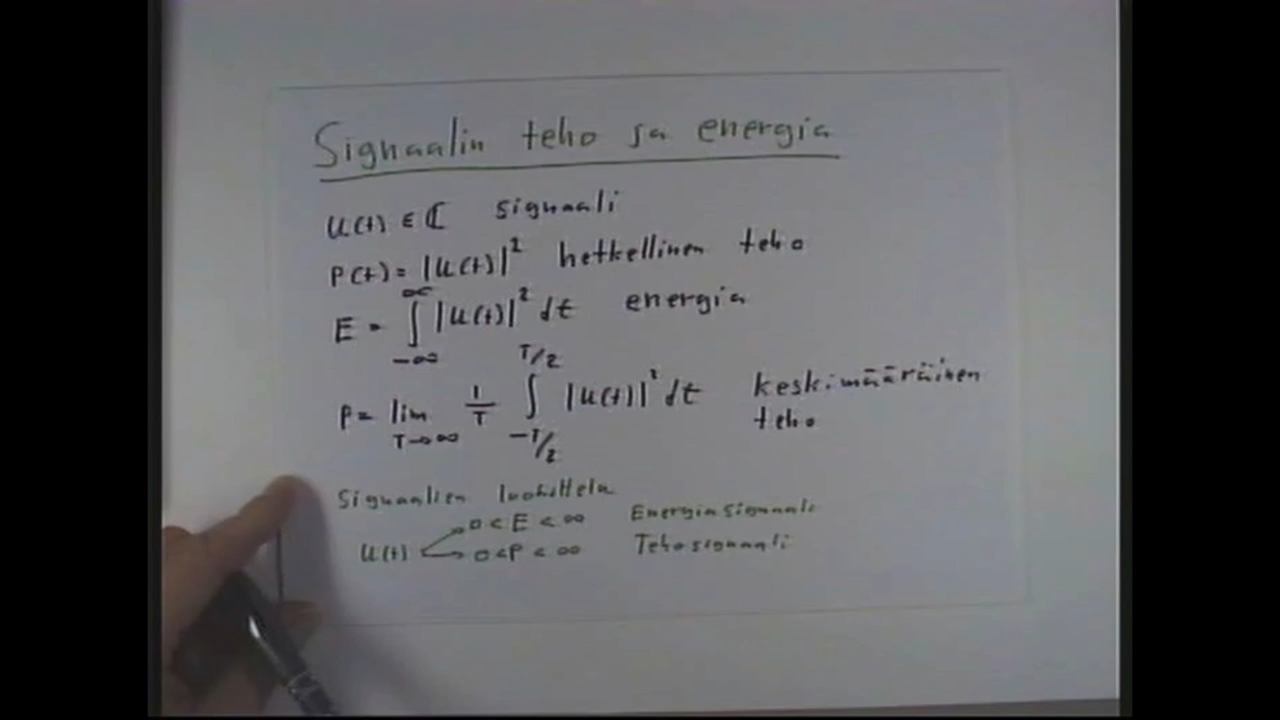 Signaalin teho ja energia
u(t) ∈ ℂ signaali
P(t) = |u(t)|² hetkellinen teho
E = ∫_{-∞}^{∞} |u(t)|² dt energia
P = lim_{T→∞} 1/T ∫_{-T/2}^{T/2} |u(t)|² dt keskimääräinen
teho
Signaalien luokittelu
0 < E < ∞ Energiasignaali
u(t)
0 < P < ∞ Tehosignaali